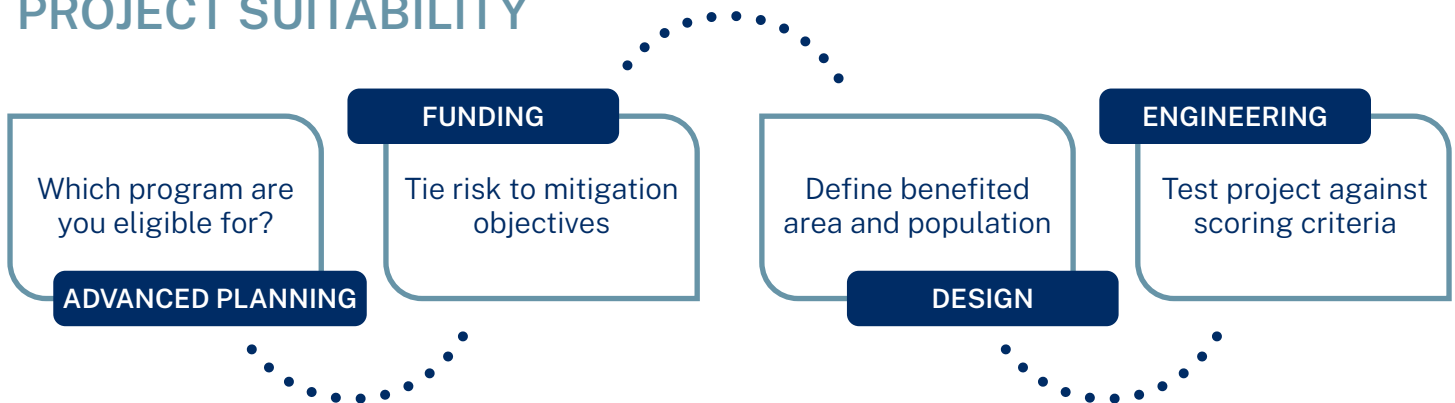 PROJECT SUITABILITY
Which program are
you eligible for?
ADVANCED PLANNING
FUNDING
Tie risk to mitigation
objectives
Define benefited
area and population
DESIGN
ENGINEERING
Test project against
scoring criteria